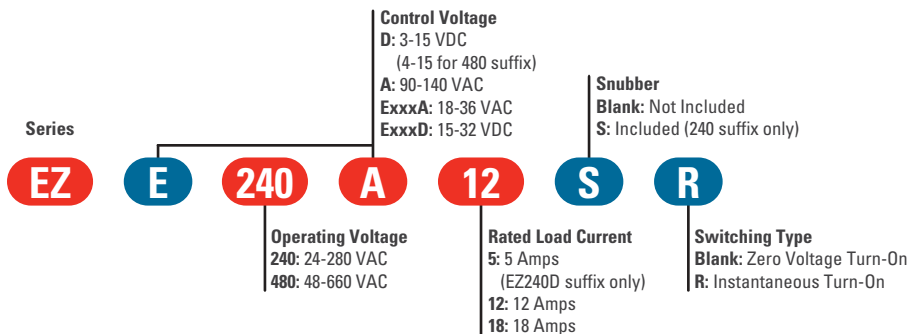 Control Voltage
D: 3-15 VDC
(4-15 for 480 suffix)
A: 90-140 VAC
ExxxA: 18-36 VAC
ExxxD: 15-32 VDC
Snubber
Blank: Not Included
S: Included (240 suffix only)
Series
EZ E 240 A 12 S R
Operating Voltage
240: 24-280 VAC
480: 48-660 VAC
Rated Load Current
5: 5 Amps
(EZ240D suffix only)
12: 12 Amps
18: 18 Amps
Switching Type
Blank: Zero Voltage Turn-On
R: Instantaneous Turn-On